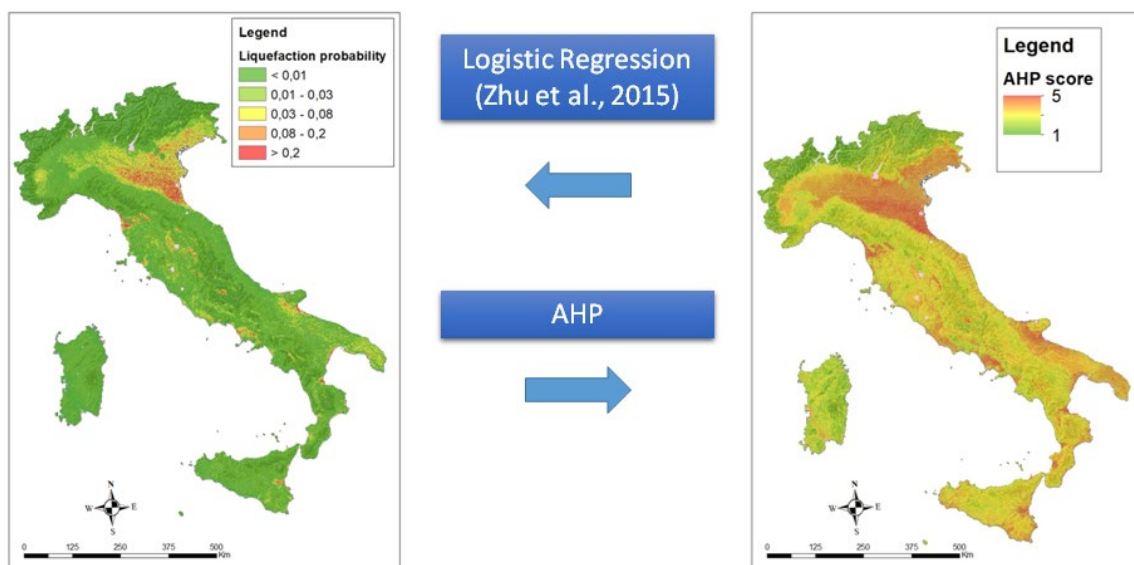 Legend
Liquefaction probability
< 0,01
0,01 - 0,03
0,03 - 0,08
0,08 - 0,2
> 0,2
N
W
E
S
0
125
250
375
500
Km
Logistic Regression
(Zhu et al., 2015)
AHP
Legend
AHP score
5
1
N
W
E
S
0
125
250
375
500
Km